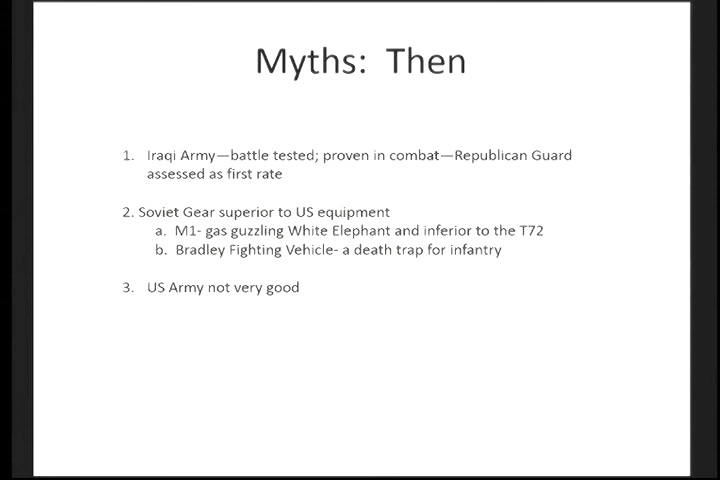 Myths: Then
1. Iraqi Army—battle tested; proven in combat—Republican Guard
assessed as first rate
2. Soviet Gear superior to US equipment
a. M1- gas guzzling White Elephant and inferior to the T72
b. Bradley Fighting Vehicle- a death trap for infantry
3. US Army not very good